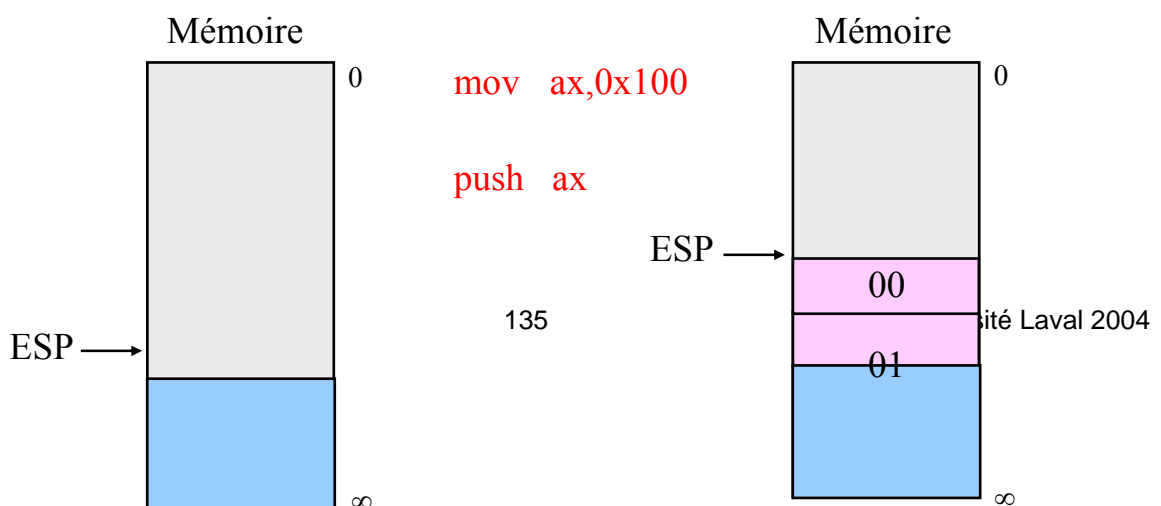 Mémoire
Mémoire
0
mov ax,0x100
0
push ax
ESP
00
135
sité Laval 2004
ESP
01
∞
∞